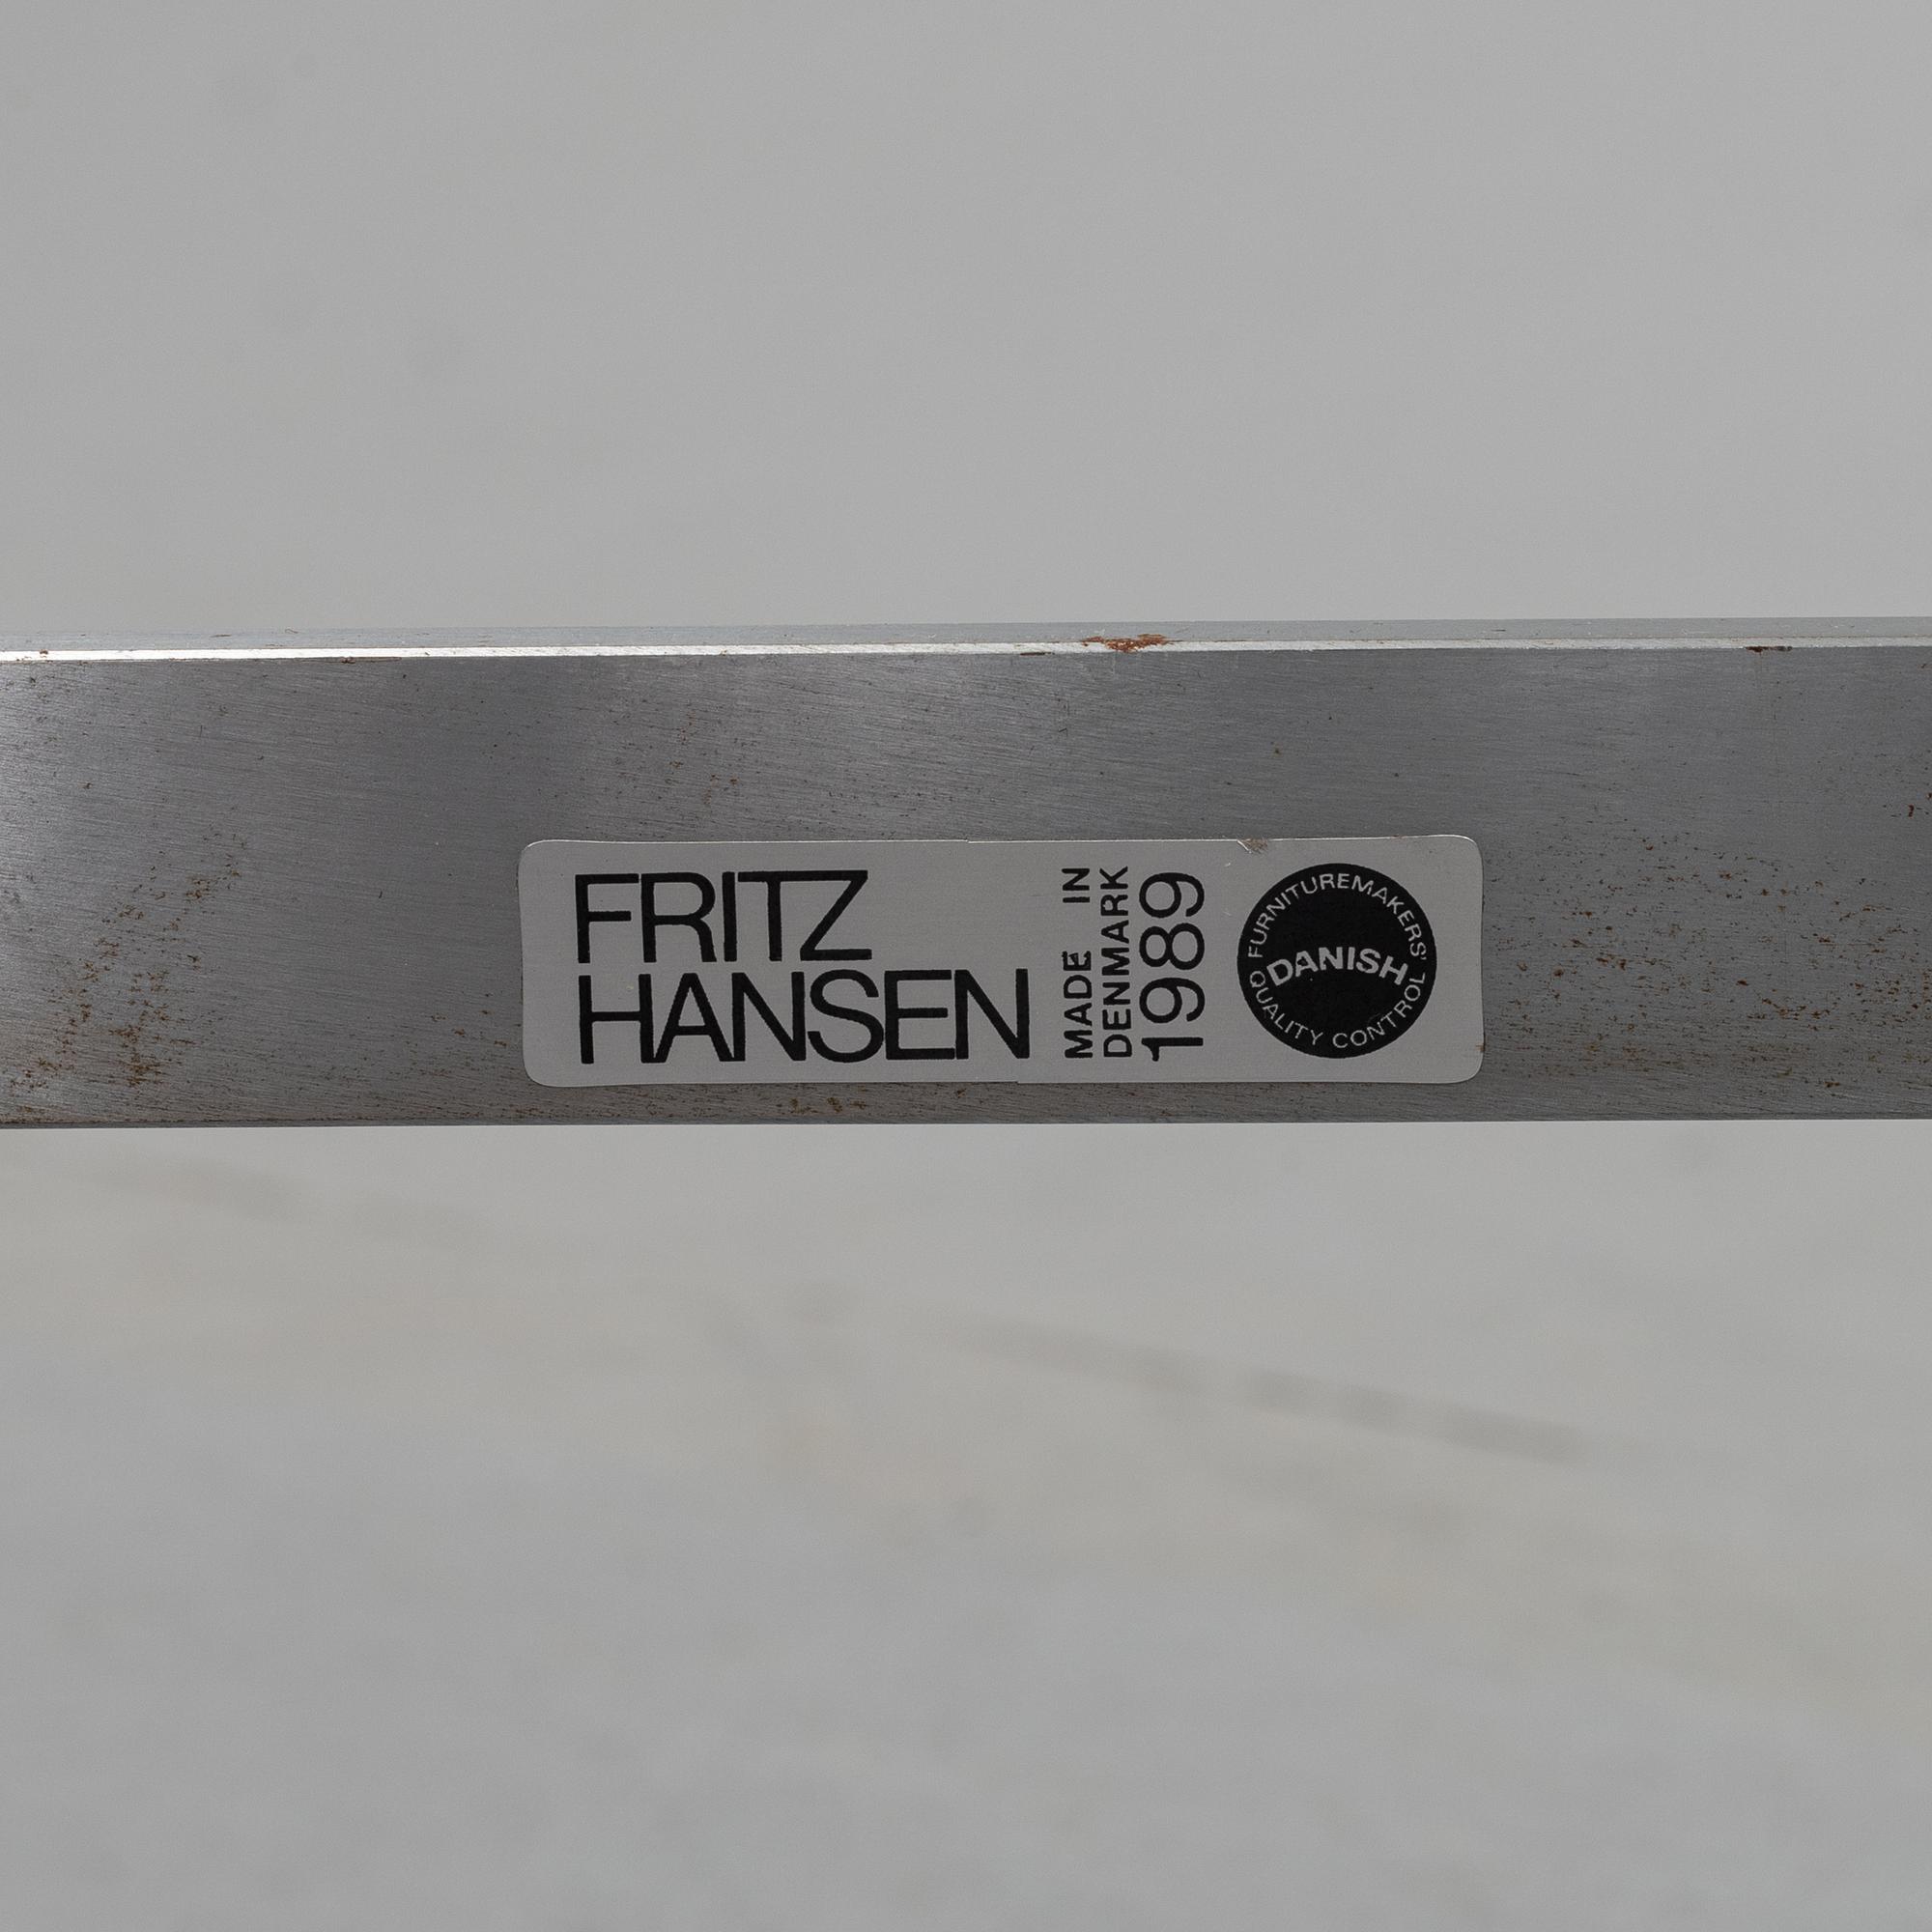 FRITZ
HANSEN
MADE IN
DENMARK
1989
FURNITUREMAKERS'
DANISH
QUALITY CONTROL